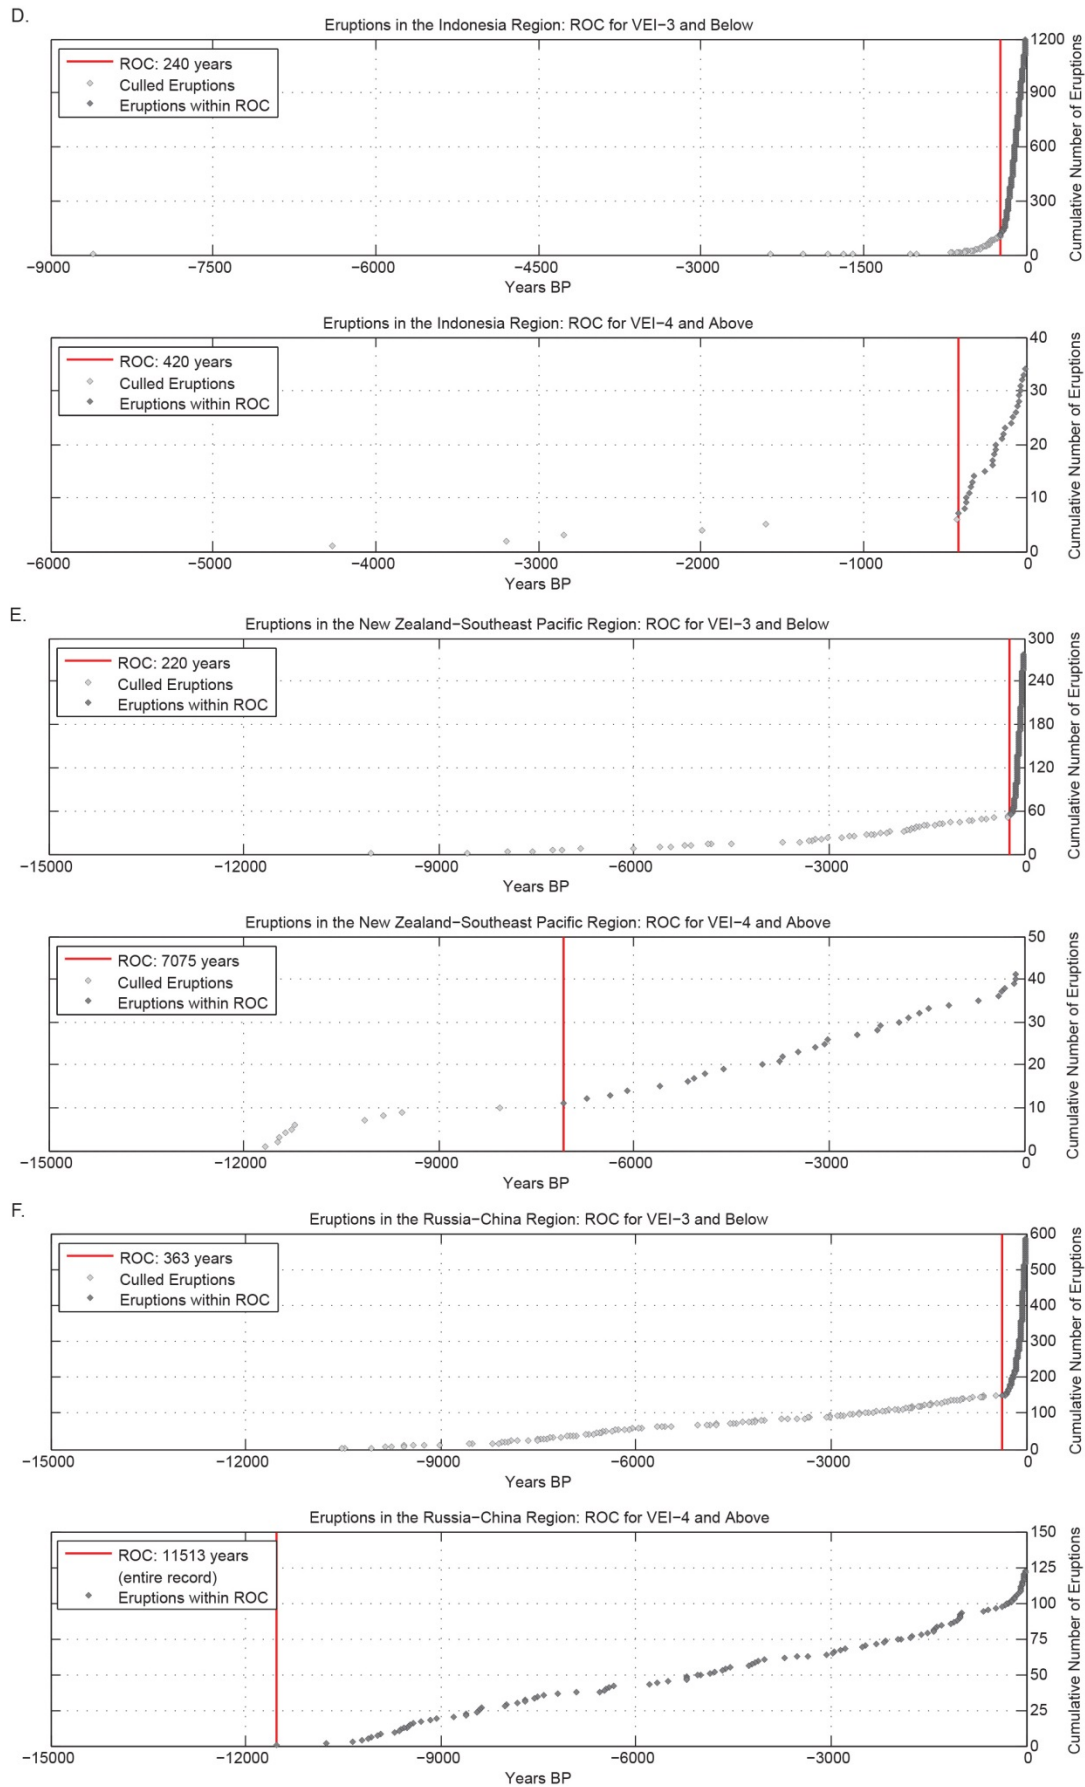 D.
Eruptions in the Indonesia Region: ROC for VEI−3 and Below
ROC: 240 years
Culled Eruptions
Eruptions within ROC
1200
900
600
300
0
Cumulative Number of Eruptions
−9000 −7500 −6000 −4500 −3000 −1500 0
Years BP
Eruptions in the Indonesia Region: ROC for VEI−4 and Above
ROC: 420 years
Culled Eruptions
Eruptions within ROC
40
30
20
10
0
Cumulative Number of Eruptions
−6000 −5000 −4000 −3000 −2000 −1000 0
Years BP
E.
Eruptions in the New Zealand−Southeast Pacific Region: ROC for VEI−3 and Below
ROC: 220 years
Culled Eruptions
Eruptions within ROC
300
240
180
120
60
0
Cumulative Number of Eruptions
−15000 −12000 −9000 −6000 −3000 0
Years BP
Eruptions in the New Zealand−Southeast Pacific Region: ROC for VEI−4 and Above
ROC: 7075 years
Culled Eruptions
Eruptions within ROC
50
40
30
20
10
0
Cumulative Number of Eruptions
−15000 −12000 −9000 −6000 −3000 0
Years BP
F.
Eruptions in the Russia−China Region: ROC for VEI−3 and Below
ROC: 363 years
Culled Eruptions
Eruptions within ROC
600
500
400
300
200
100
0
Cumulative Number of Eruptions
−15000 −12000 −9000 −6000 −3000 0
Years BP
Eruptions in the Russia−China Region: ROC for VEI−4 and Above
ROC: 11513 years
(entire record)
Eruptions within ROC
150
125
100
75
50
25
0
Cumulative Number of Eruptions
−15000 −12000 −9000 −6000 −3000 0
Years BP